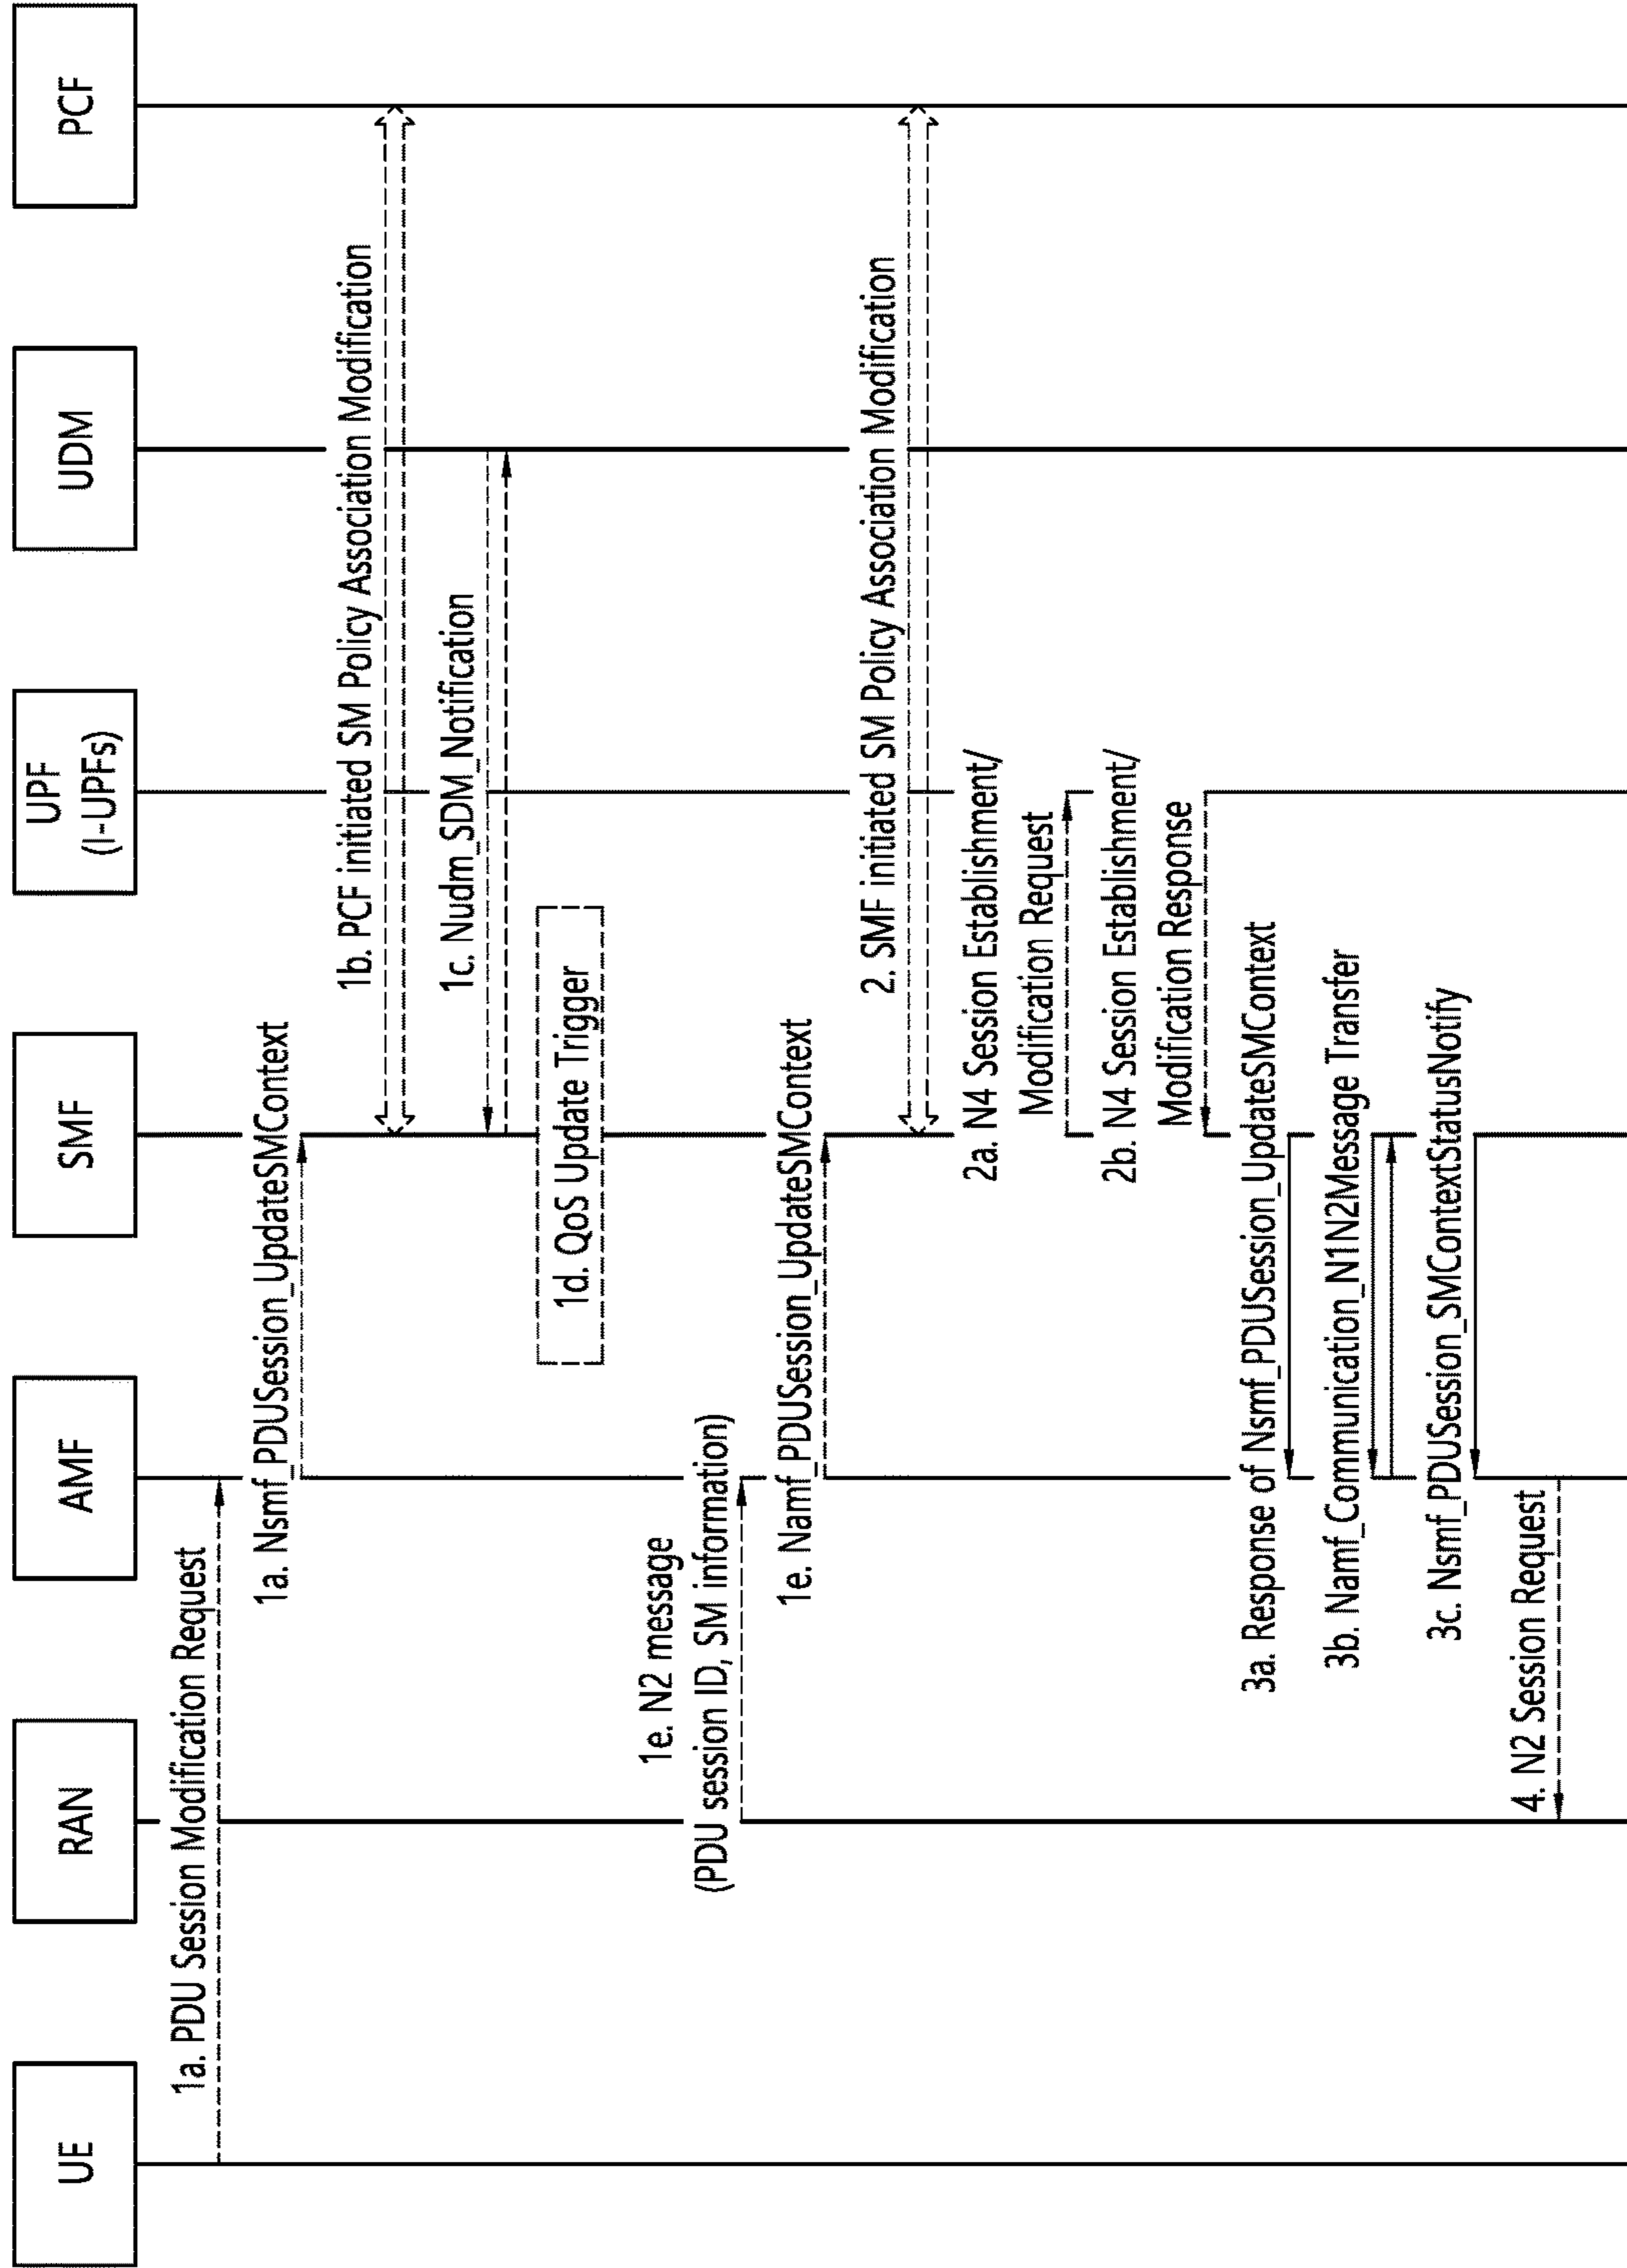 UE
RAN
AMF
SMF
UPF
(I-UPFs)
UDM
PCF
1a. PDU Session Modification Request
1a. Nsmf_PDUSession_UpdateSMContext
1b. PCF initiated SM Policy Association Modification
1c. Nudm_SDM_Notification
1d. QoS Update Trigger
1e. N2 message
(PDU session ID, SM information)
1e. Namf_PDUSession_UpdateSMContext
2. SMF initiated SM Policy Association Modification
2a. N4 Session Establishment/
Modification Request
2b. N4 Session Establishment/
Modification Response
3a. Response of Nsmf_PDUSession_UpdateSMContext
3b. Namf_Communication_N1N2Message Transfer
3c. Nsmf_PDUSession_SMContextStatusNotify
4. N2 Session Request